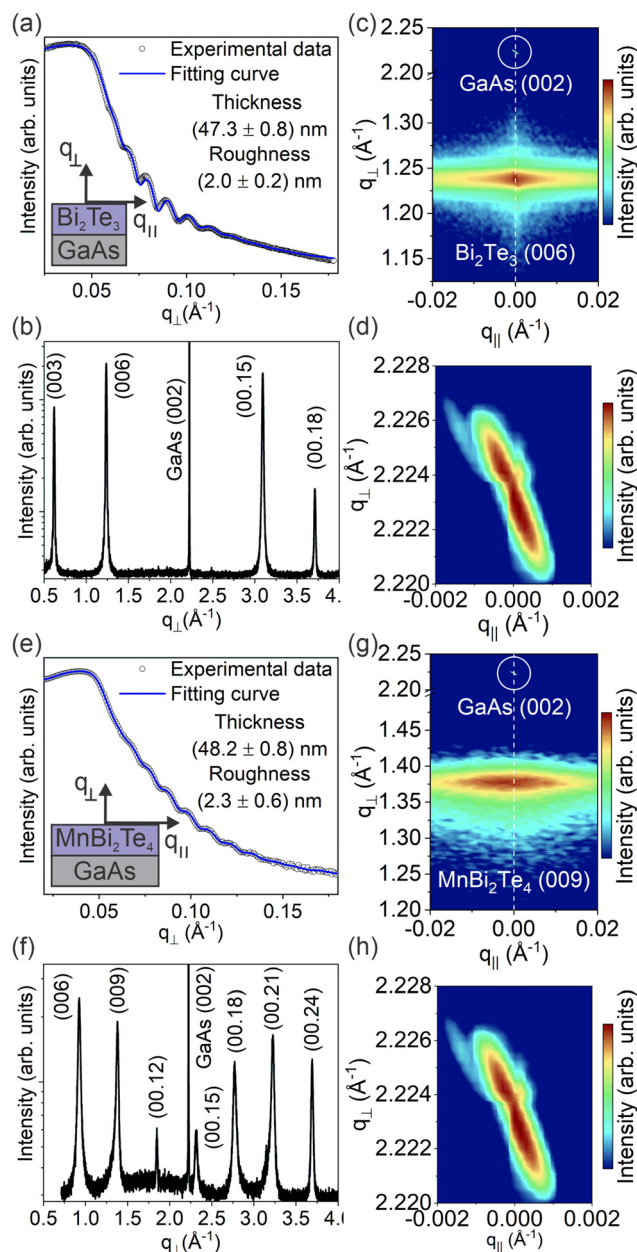 (a)
Intensity (arb. units)
Experimental data
Fitting curve
Thickness
(47.3 ± 0.8) nm
Roughness
(2.0 ± 0.2) nm
q⊥
q||
Bi₂Te₃
GaAs
0.05
0.10
0.15
q⊥(Å⁻¹)
(c)
q⊥ (Å⁻¹)
2.25
2.20
1.30
1.25
1.20
1.15
GaAs (002)
Bi₂Te₃ (006)
-0.02
0.00
0.02
q|| (Å⁻¹)
Intensity (arb. units)
(b)
Intensity (arb. units)
(003)
(006)
GaAs (002)
(00.15)
(00.18)
0.5 1.0 1.5 2.0 2.5 3.0 3.5 4.
q⊥(Å⁻¹)
(d)
q⊥ (Å⁻¹)
2.228
2.226
2.224
2.222
2.220
-0.002
0.000
0.002
q|| (Å⁻¹)
Intensity (arb. units)
(e)
Intensity (arb. units)
Experimental data
Fitting curve
Thickness
(48.2 ± 0.8) nm
Roughness
(2.3 ± 0.6) nm
q⊥
q||
MnBi₂Te₄
GaAs
0.05
0.10
0.15
q⊥(Å⁻¹)
(g)
q⊥ (Å⁻¹)
2.25
2.20
1.45
1.40
1.35
1.30
1.25
1.20
GaAs (002)
MnBi₂Te₄ (009)
-0.02
0.00
0.02
q|| (Å⁻¹)
Intensity (arb. units)
(f)
Intensity (arb. units)
(006)
(009)
(00.12)
GaAs (002)
(00.15)
(00.18)
(00.21)
(00.24)
0.5 1.0 1.5 2.0 2.5 3.0 3.5 4.0
q⊥(Å⁻¹)
(h)
q⊥ (Å⁻¹)
2.228
2.226
2.224
2.222
2.220
-0.002
0.000
0.002
q|| (Å⁻¹)
Intensity (arb. units)